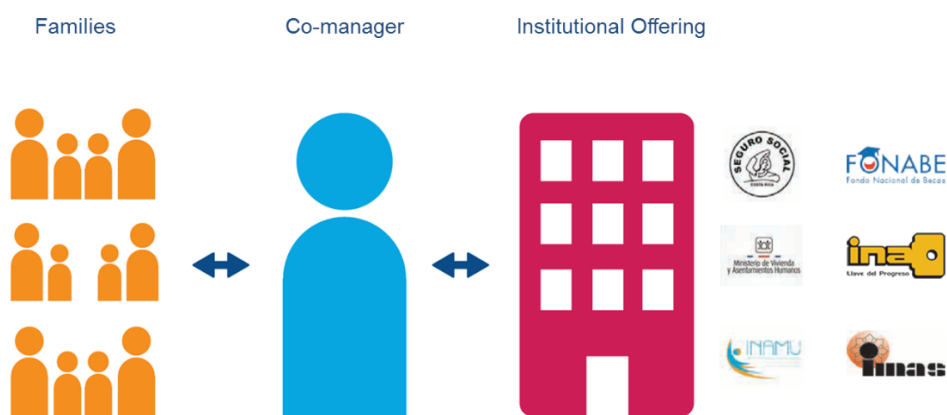 Families
Co-manager
Institutional Offering
SEGURO SOCIAL
COSTA RICA
FONABE
Fondo Nacional de Becas
Ministerio de Vivienda
y Asentamientos Humanos
ina
Llave del Progreso
INAMU
imas